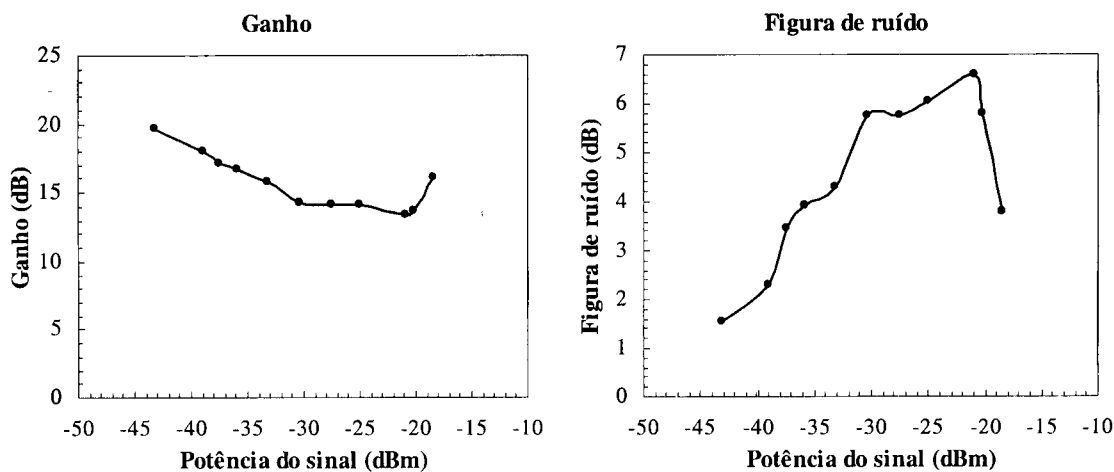 Ganho
25
20
15
10
5
0
Ganho (dB)
-50 -45 -40 -35 -30 -25 -20 -15 -10
Potência do sinal (dBm)
Figura de ruído
7
6
5
4
3
2
1
0
Figura de ruído (dB)
-50 -45 -40 -35 -30 -25 -20 -15 -10
Potência do sinal (dBm)